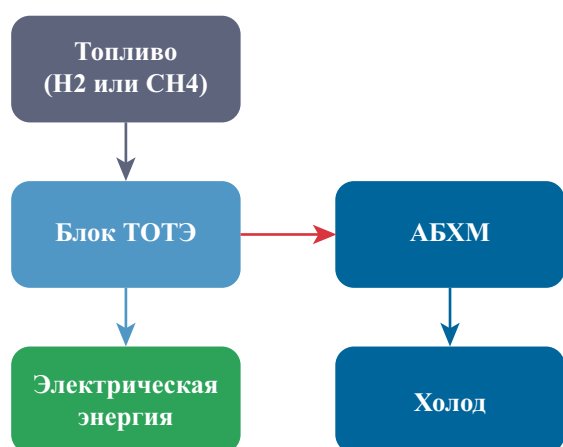 Топливо
(H2 или CH4)
Блок ТОТЭ
АБХМ
Электрическая
энергия
Холод